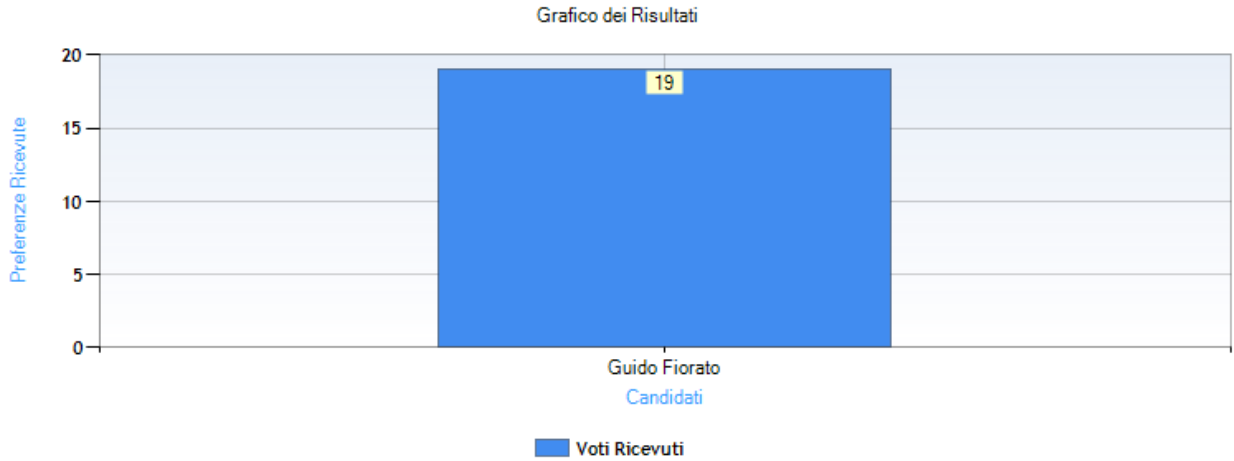 Grafico dei Risultati
20
19
15
10
5
0
Preferenze Ricevute
Guido Fiorato
Candidati
Voti Ricevuti